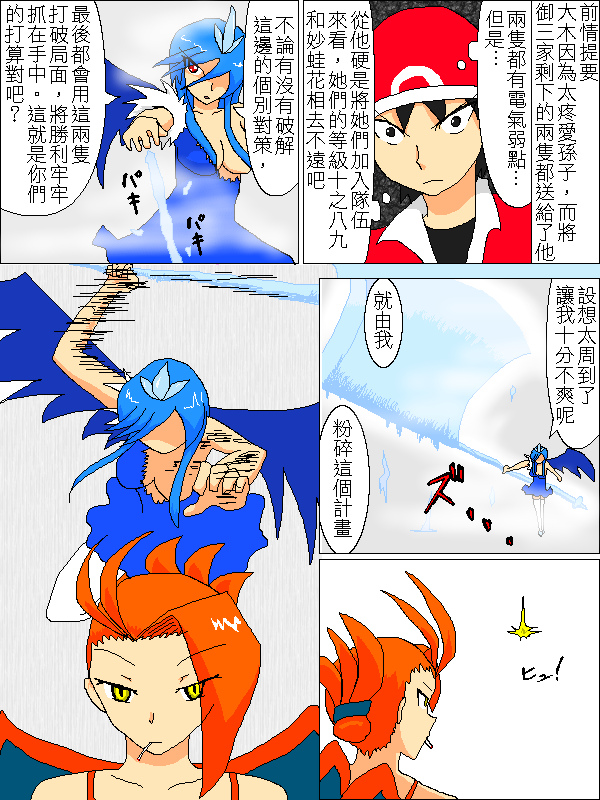 前情提要
大木因為太疼愛孫子，而將
御三家剩下的兩隻都送給了他
兩隻都有電氣弱點…
但是…
從他硬是將她們加入隊伍
來看，她們的等級十之八九
和妙蛙花相去不遠吧
不論有沒有破解
這邊的個別對策，
最後都會用這兩隻
打破局面，將勝利牢牢
抓在手中。這就是你們
的打算對吧？
パキ
パキ
設想太周到了
讓我十分不爽呢
就由我
粉碎這個計畫
ズ…
ヒュ！